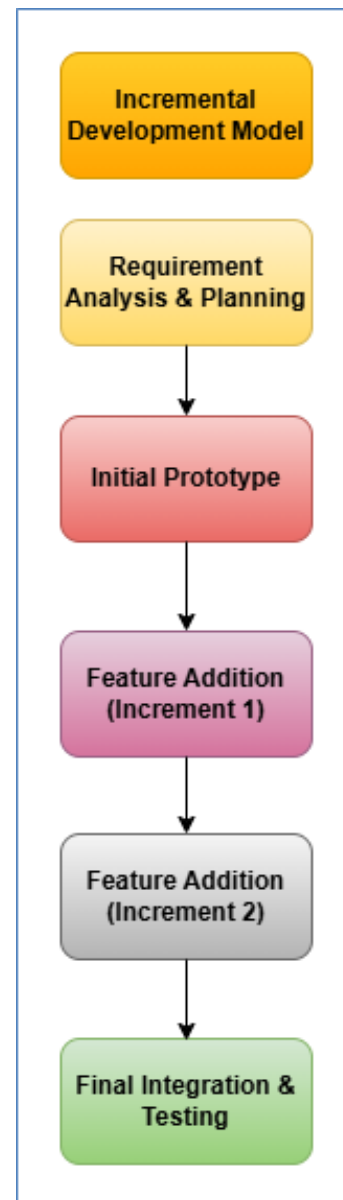 Incremental
Development Model
Requirement
Analysis & Planning
Initial Prototype
Feature Addition
(Increment 1)
Feature Addition
(Increment 2)
Final Integration &
Testing